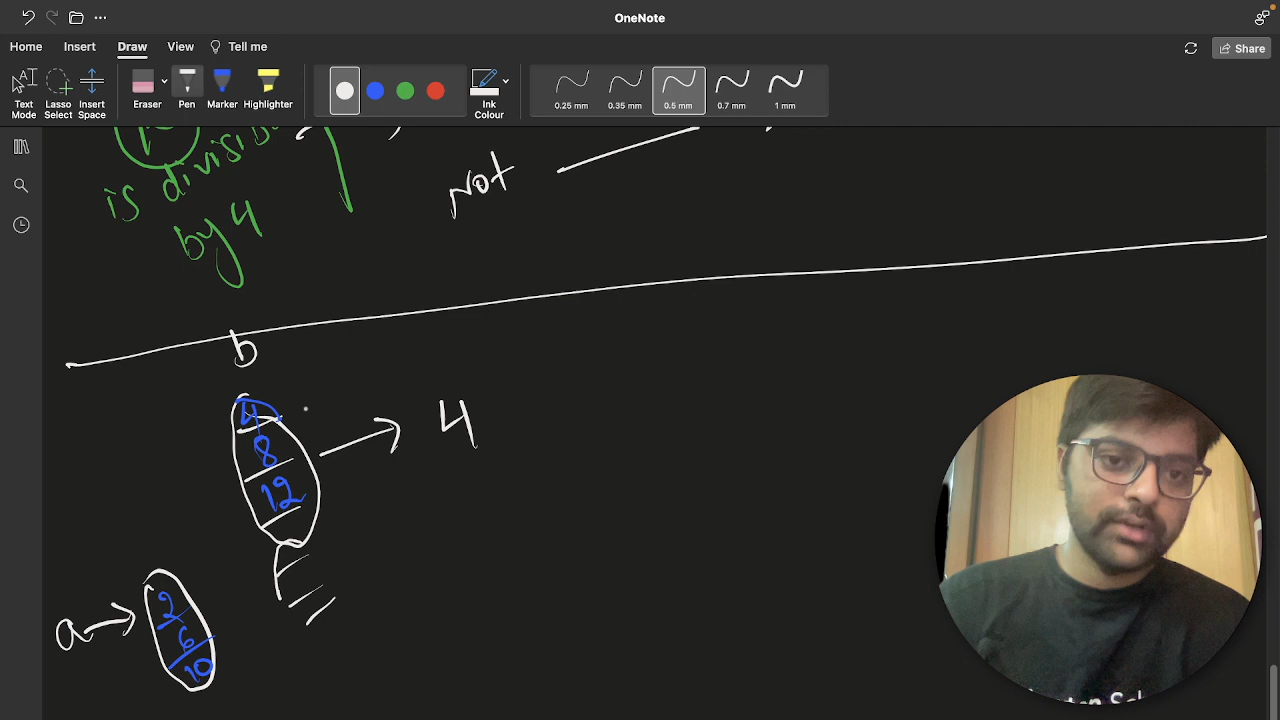 OneNote
Home Insert Draw View Tell me
Share
Text Mode
Lasso Select
Insert Space
Eraser
Pen
Marker
Highlighter
Ink Colour
0.25 mm
0.35 mm
0.5 mm
0.7 mm
1 mm
is divisib
by 4
Not
b
4
8
12
4
E
a
2
6
10